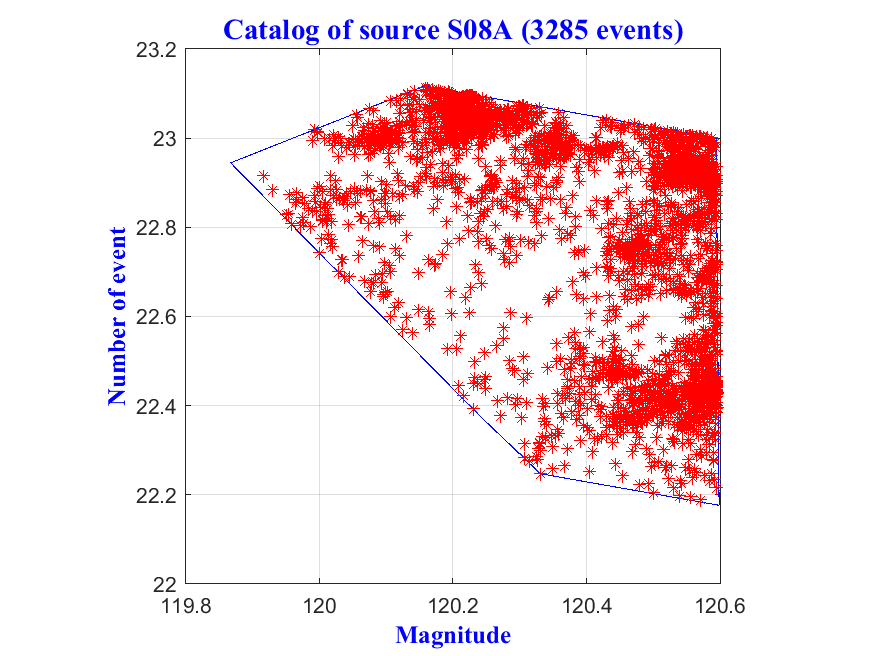 Catalog of source S08A (3285 events)
23.2
23
22.8
22.6
22.4
22.2
22
Number of event
119.8 120 120.2 120.4 120.6
Magnitude